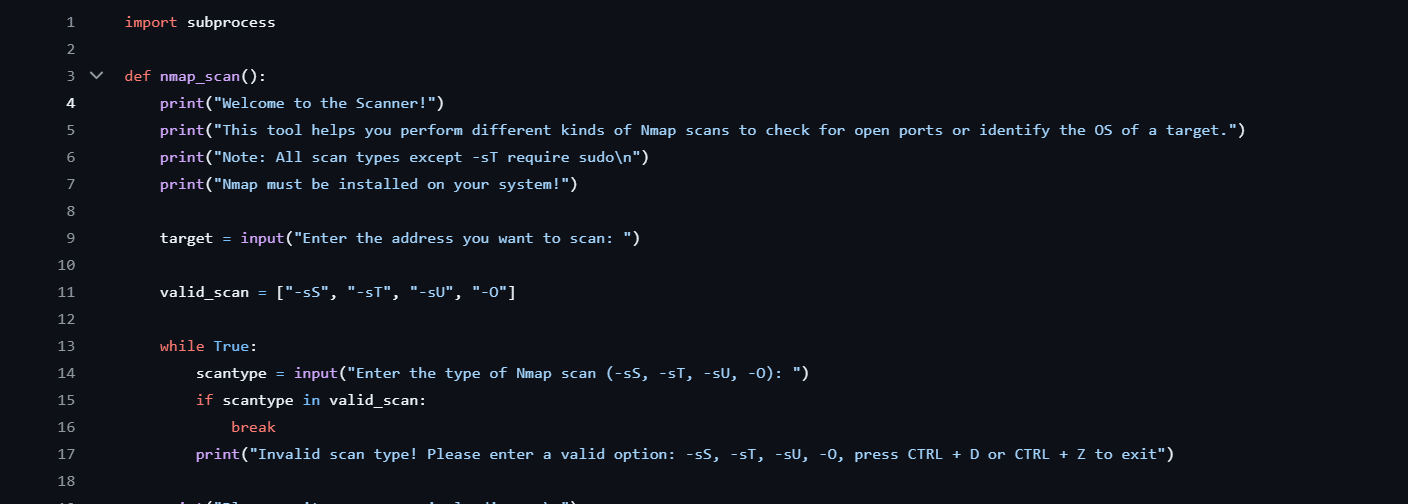 1 import subprocess
2
3 def nmap_scan():
4 print("Welcome to the Scanner!")
5 print("This tool helps you perform different kinds of Nmap scans to check for open ports or identify the OS of a target.")
6 print("Note: All scan types except -sT require sudo\n")
7 print("Nmap must be installed on your system!")
8
9 target = input("Enter the address you want to scan: ")
10
11 valid_scan = ["-sS", "-sT", "-sU", "-O"]
12
13 while True:
14 scantype = input("Enter the type of Nmap scan (-sS, -sT, -sU, -O): ")
15 if scantype in valid_scan:
16 break
17 print("Invalid scan type! Please enter a valid option: -sS, -sT, -sU, -O, press CTRL + D or CTRL + Z to exit")
18